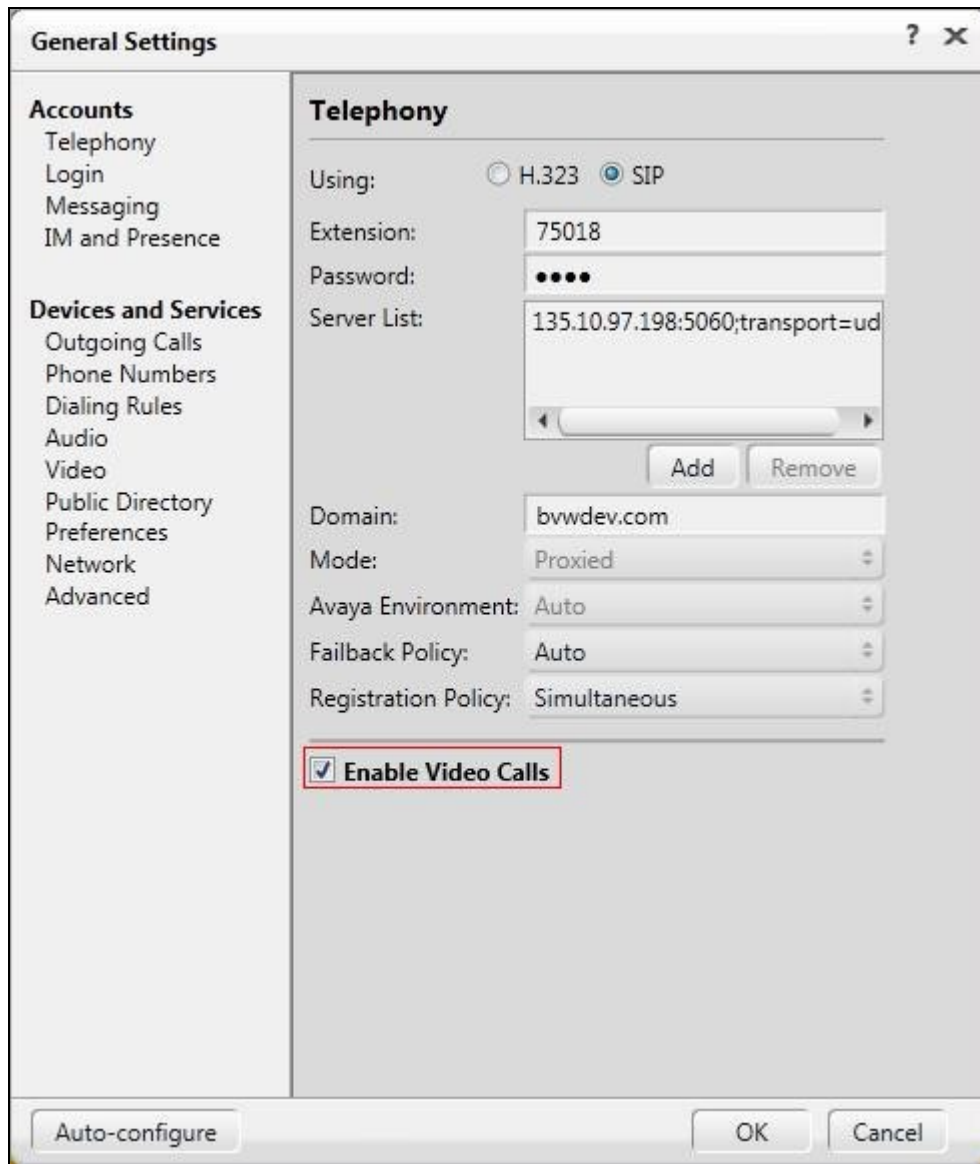 General Settings ?
Accounts
Telephony
Login
Messaging
IM and Presence
Devices and Services
Outgoing Calls
Phone Numbers
Dialing Rules
Audio
Video
Public Directory
Preferences
Network
Advanced
Telephony
Using: H.323 SIP
Extension: 75018
Password: ••••
Server List: 135.10.97.198:5060;transport=ud
Add Remove
Domain: bvwdev.com
Mode: Proxied
Avaya Environment: Auto
Failback Policy: Auto
Registration Policy: Simultaneous
Enable Video Calls
Auto-configure OK Cancel